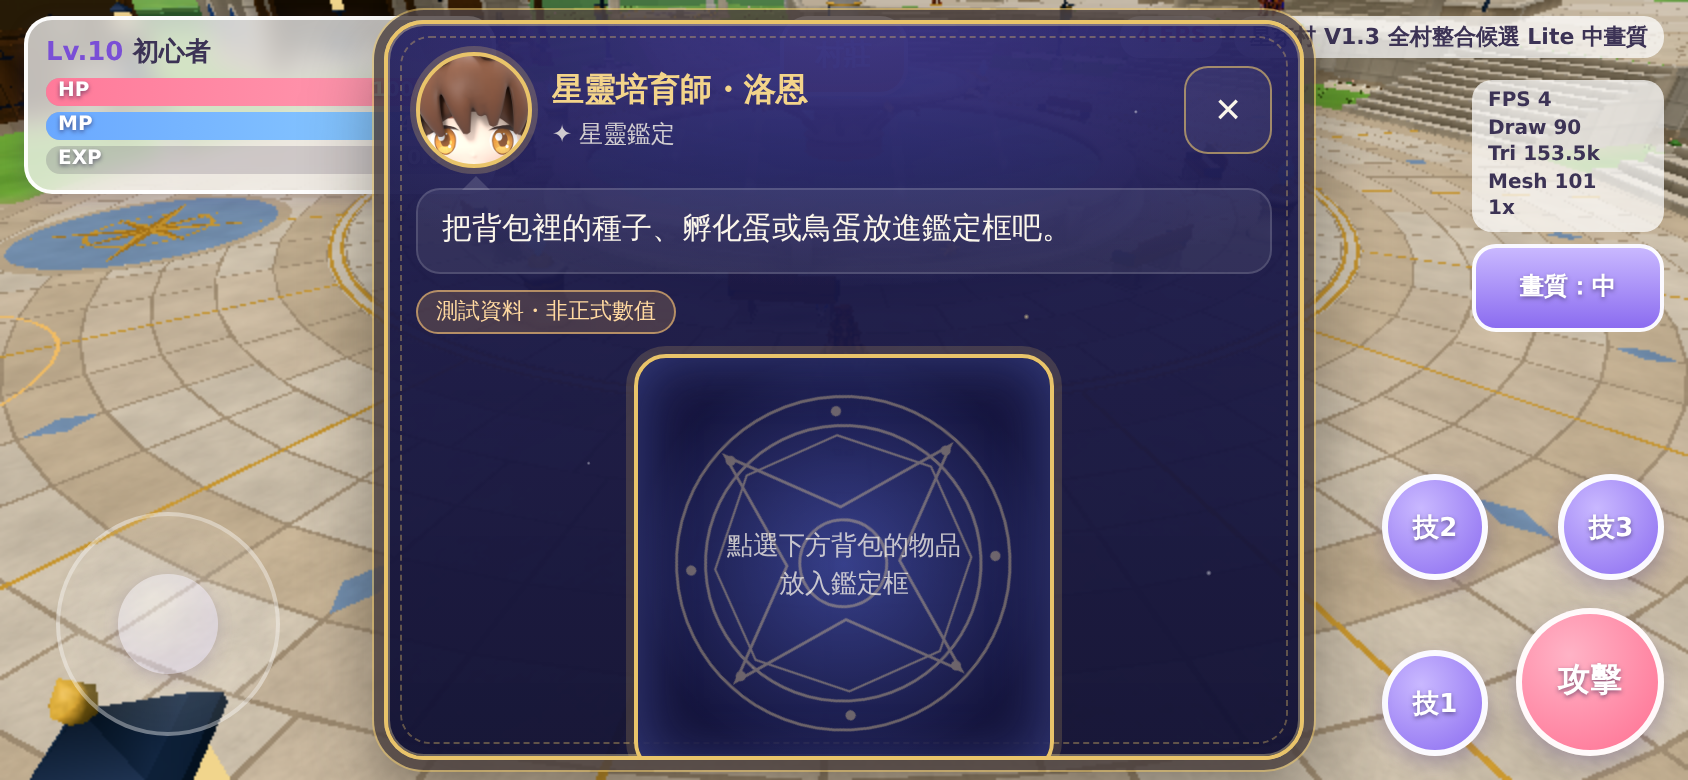 Lv.10 初心者
HP
MP
EXP
星靈培育師・洛恩
✦ 星靈鑑定
×
把背包裡的種子、孵化蛋或鳥蛋放進鑑定框吧。
測試資料・非正式數值
點選下方背包的物品
放入鑑定框
V1.3 全村整合候選 Lite 中畫質
FPS 4
Draw 90
Tri 153.5k
Mesh 101
1x
畫質：中
技2
技3
技1
攻擊